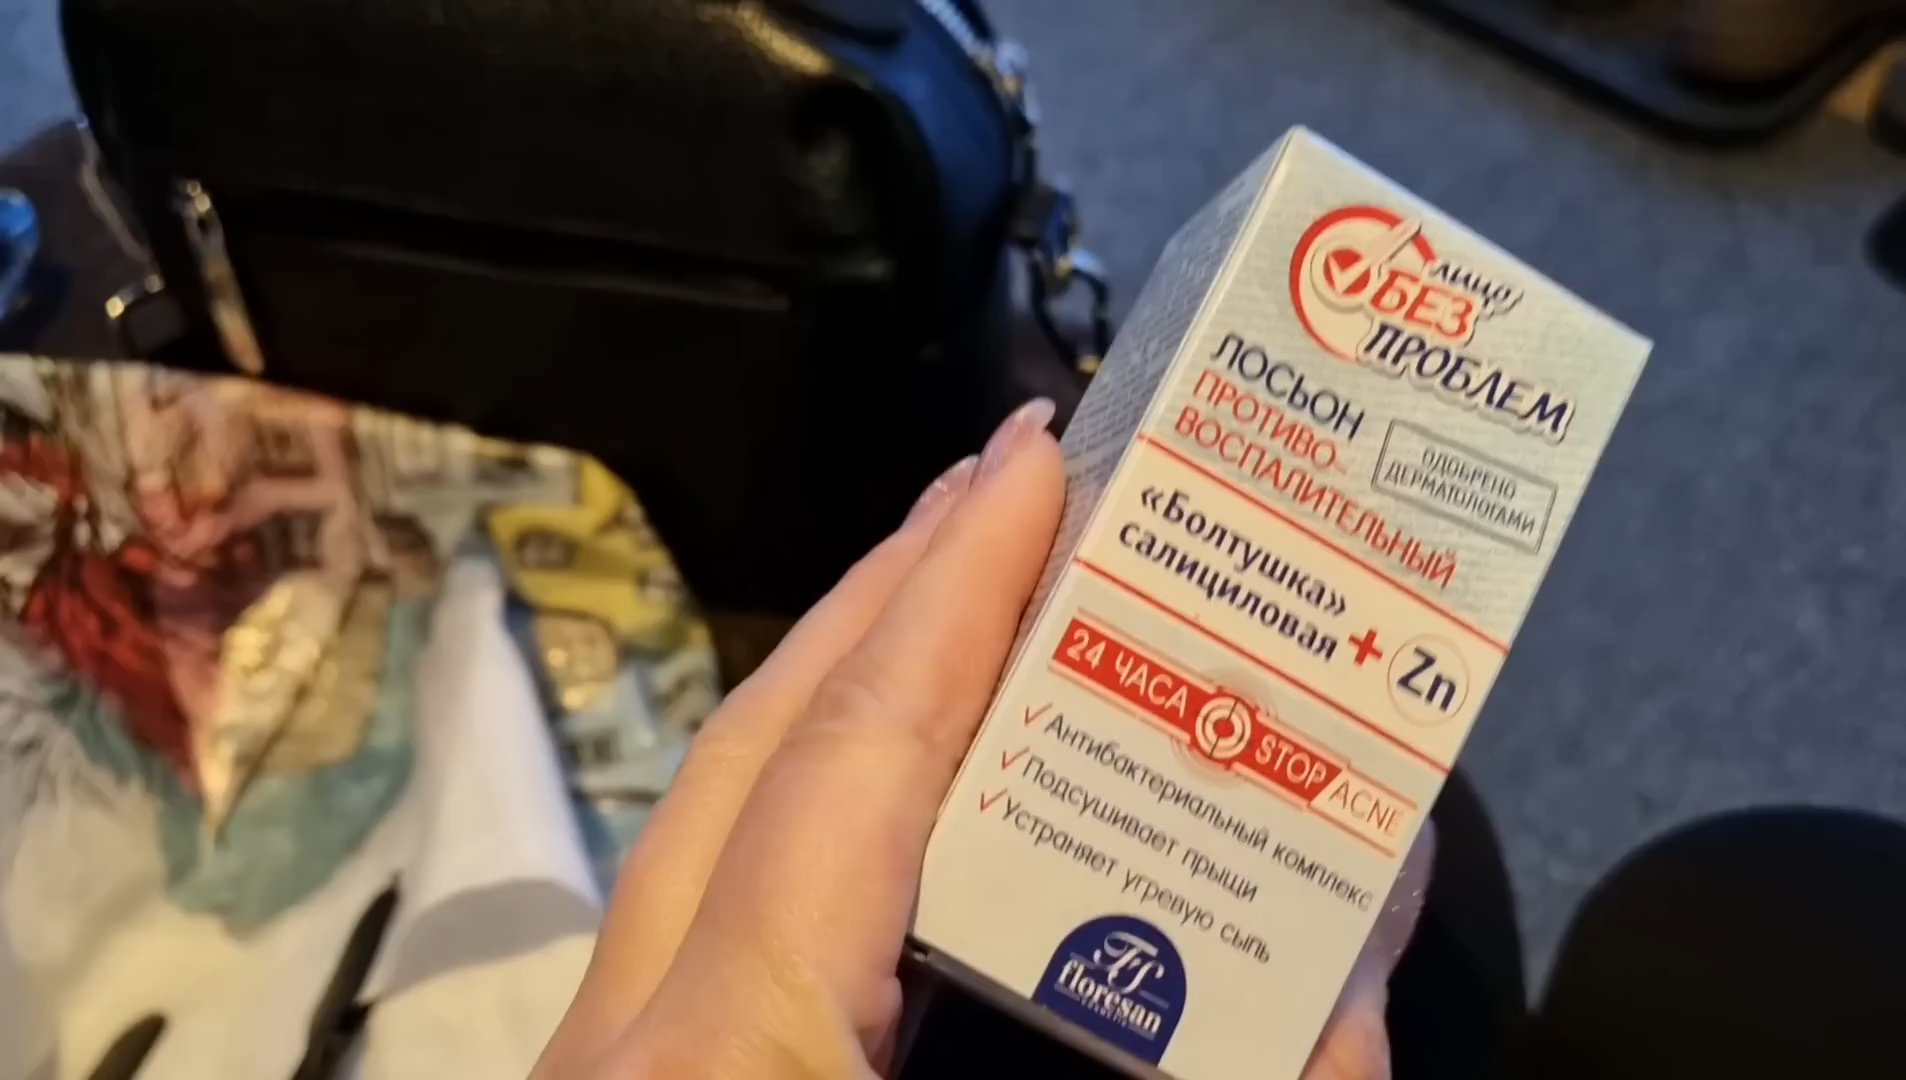 лицо
БЕЗ
ПРОБЛЕМ
ЛОСЬОН
ПРОТИВО-
ВОСПАЛИТЕЛЬНЫЙ
ОДОБРЕНО
ДЕРМАТОЛОГАМИ
«Болтушка»
салициловая + Zn
24 ЧАСА STOP ACNE
Антибактериальный комплекс
Подсушивает прыщи
Устраняет угревую сыпь
FS
floresan